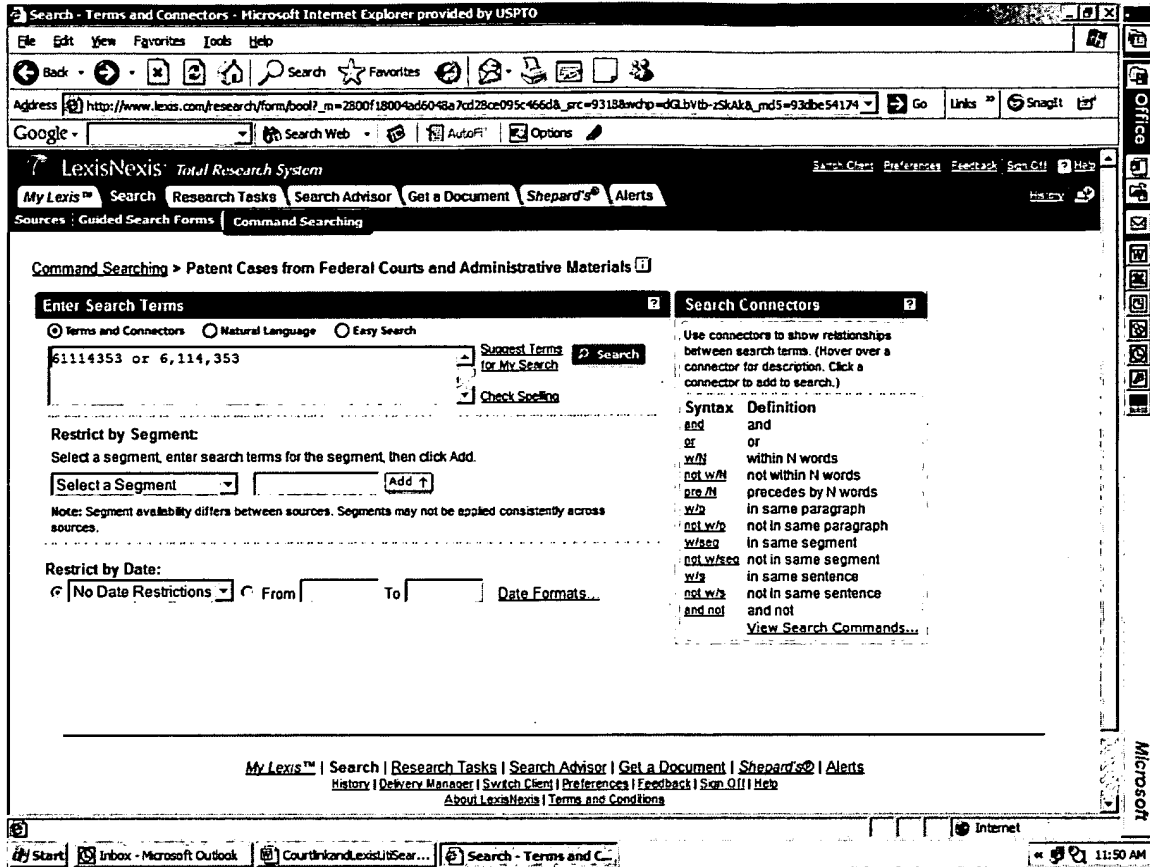 Search - Terms and Connectors - Microsoft Internet Explorer provided by USPTO
File Edit View Favorites Tools Help
Back Search Favorites
Address http://www.lexis.com/research/form/bool?_m=2800f18004ad6048a7cd28ce095c466d&_src=9318&wchp=dGLbVtb-zSkAk&_md5=93dbe54174 Go Links » SnagIt
Google Search Web AutoFi Options
Office
LexisNexis Total Research System
Switch Client Preferences Feedback Sign Off ? Help
My Lexis™ Search Research Tasks Search Advisor Get a Document Shepard's® Alerts
History
Sources Guided Search Forms Command Searching
Command Searching > Patent Cases from Federal Courts and Administrative Materials i
Enter Search Terms ?
Terms and Connectors Natural Language Easy Search
61114353 or 6,114,353
Suggest Terms for My Search
Search
Check Spelling
Restrict by Segment:
Select a segment, enter search terms for the segment, then click Add.
Select a Segment Add ↑
Note: Segment availability differs between sources. Segments may not be applied consistently across
sources.
Restrict by Date:
No Date Restrictions From To Date Formats...
Search Connectors ?
Use connectors to show relationships
between search terms. (Hover over a
connector for description. Click a
connector to add to search.)
Syntax Definition
and and
or or
w/N within N words
not w/N not within N words
pre /N precedes by N words
w/p in same paragraph
not w/p not in same paragraph
w/seg in same segment
not w/seg not in same segment
w/s in same sentence
not w/s not in same sentence
and not and not
View Search Commands...
My Lexis™ | Search | Research Tasks | Search Advisor | Get a Document | Shepard's® | Alerts
History | Delivery Manager | Switch Client | Preferences | Feedback | Sign Off | Help
About LexisNexis | Terms and Conditions
Microsoft
Internet
Start Inbox - Microsoft Outlook CourtlinkandLexisLitiSear... Search - Terms and C... « 11:50 AM